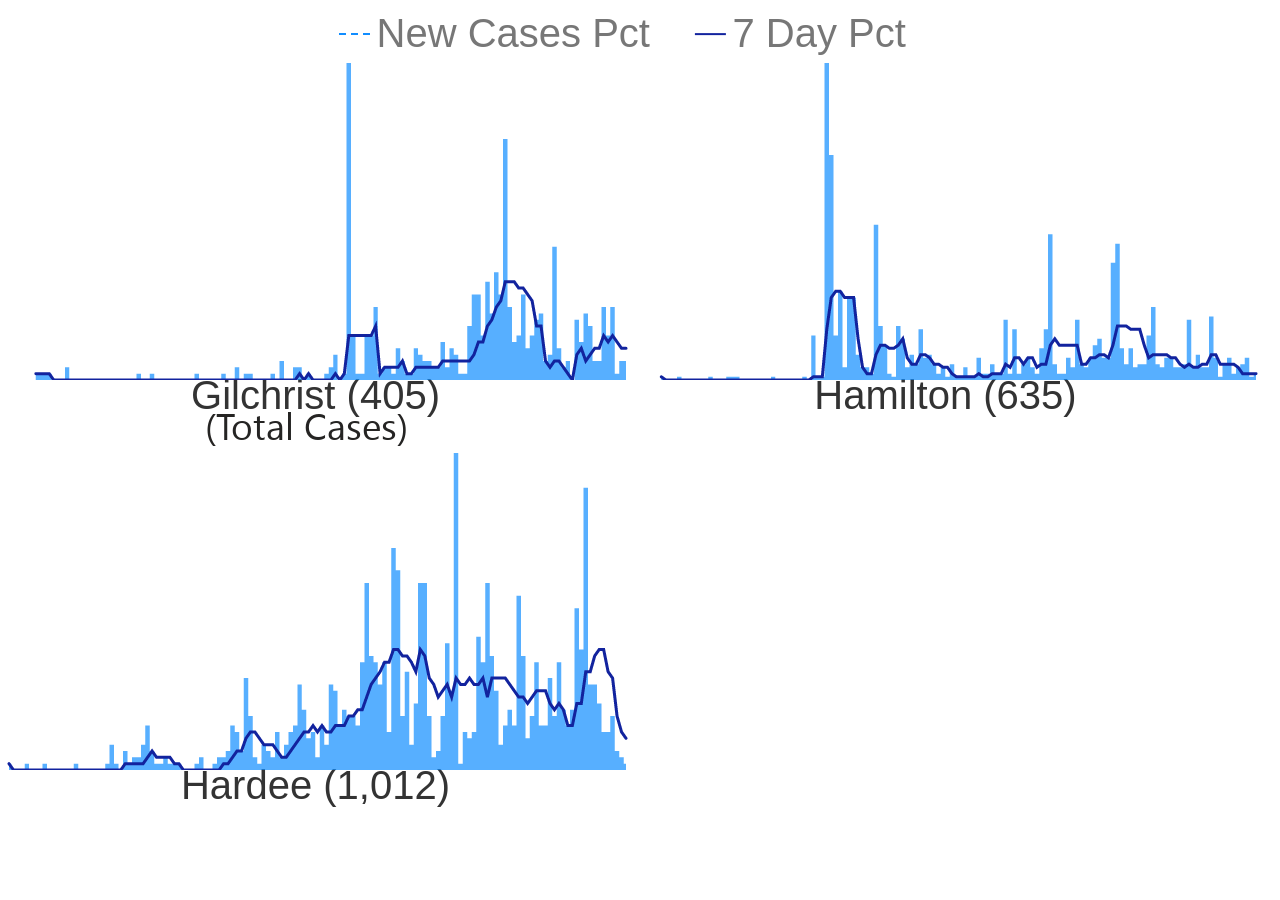 New Cases Pct 7 Day Pct
Gilchrist (405)
(Total Cases)
Hamilton (635)
Hardee (1,012)